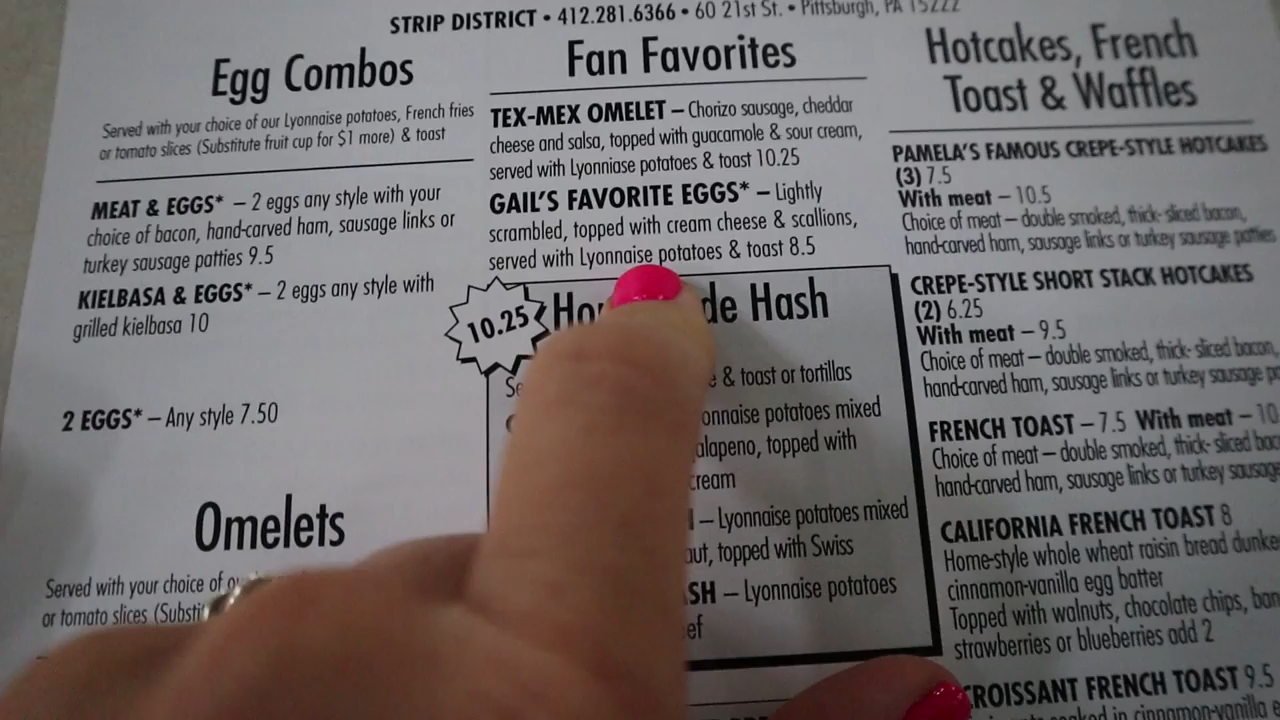 STRIP DISTRICT • 412.281.6366 • 60 21st St. • Pittsburgh, PA 15222
Egg Combos
Served with your choice of our Lyonnaise potatoes, French fries
or tomato slices (Substitute fruit cup for $1 more) & toast
MEAT & EGGS* – 2 eggs any style with your
choice of bacon, hand-carved ham, sausage links or
turkey sausage patties 9.5
KIELBASA & EGGS* – 2 eggs any style with
grilled kielbasa 10
2 EGGS* – Any style 7.50
Omelets
Served with your choice of
or tomato slices
Fan Favorites
TEX-MEX OMELET – Chorizo sausage, cheddar
cheese and salsa, topped with guacamole & sour cream,
served with Lyonniase potatoes & toast 10.25
GAIL'S FAVORITE EGGS* – Lightly
scrambled, topped with cream cheese & scallions,
served with Lyonnaise potatoes & toast 8.5
10.25
Hash
& toast or tortillas
potatoes mixed
topped with
– Lyonnaise potatoes mixed
topped with Swiss
– Lyonnaise potatoes
Hotcakes, French
Toast & Waffles
PAMELA'S FAMOUS CREPE-STYLE HOTCAKES
(3) 7.5
With meat – 10.5
Choice of meat – double smoked, thick-sliced bacon,
hand-carved ham, sausage links or turkey sausage patties
CREPE-STYLE SHORT STACK HOTCAKES
(2) 6.25
With meat – 9.5
Choice of meat – double smoked, thick- sliced bacon,
hand-carved ham, sausage links or turkey sausage
FRENCH TOAST – 7.5 With meat – 10
Choice of meat – double smoked, thick- sliced
hand-carved ham, sausage links or turkey sausage
CALIFORNIA FRENCH TOAST 8
Home-style whole wheat raisin bread
cinnamon-vanilla egg batter
Topped with walnuts, chocolate chips,
strawberries or blueberries add 2
CROISSANT FRENCH TOAST 9.5
in cinnamon-vanilla